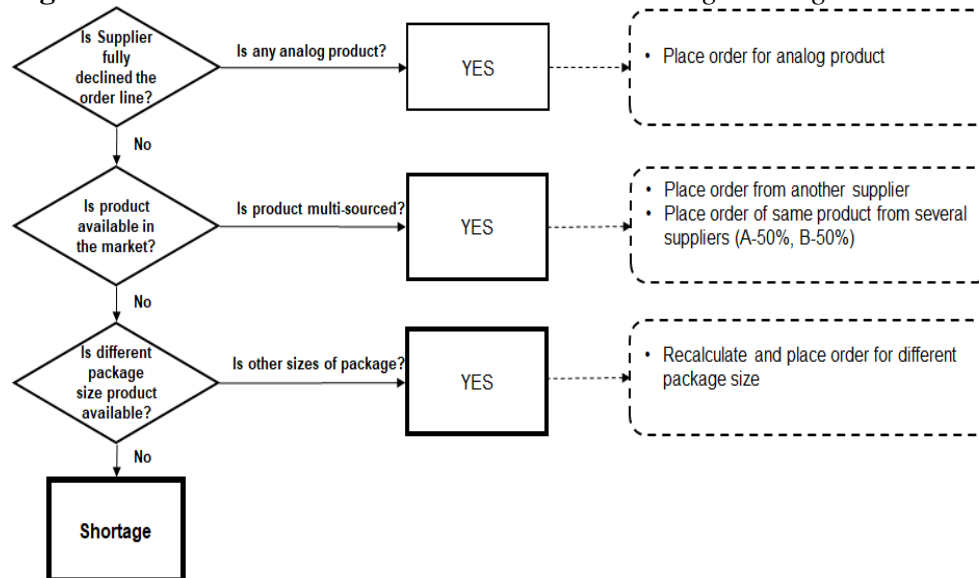 Is Supplier
fully
declined the
order line?
Is any analog product?
YES
• Place order for analog product
No
Is product
available in
the market?
Is product multi-sourced?
YES
• Place order from another supplier
• Place order of same product from several
suppliers (A-50%, B-50%)
No
Is different
package
size product
available?
Is other sizes of package?
YES
• Recalculate and place order for different
package size
No
Shortage